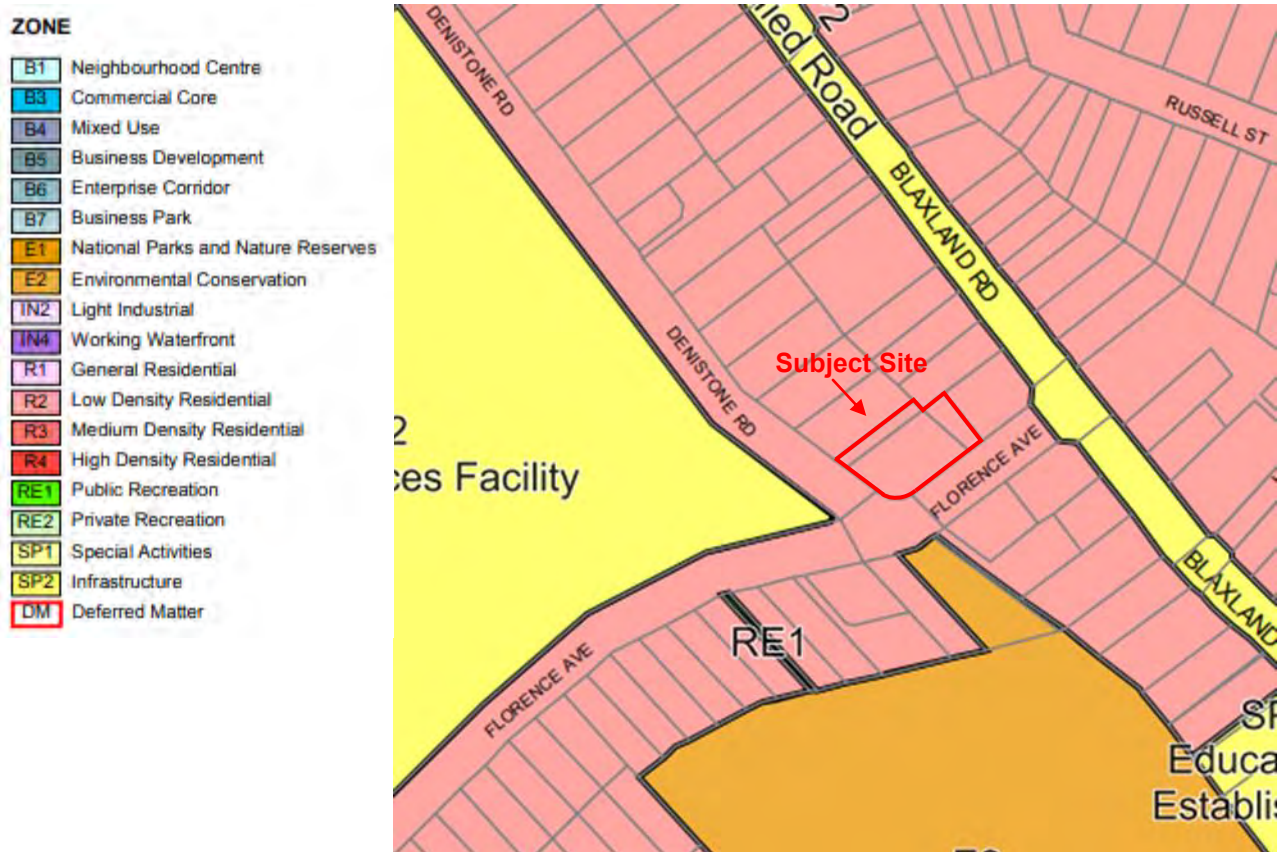 ZONE
B1 Neighbourhood Centre
B3 Commercial Core
B4 Mixed Use
B5 Business Development
B6 Enterprise Corridor
B7 Business Park
E1 National Parks and Nature Reserves
E2 Environmental Conservation
IN2 Light Industrial
IN4 Working Waterfront
R1 General Residential
R2 Low Density Residential
R3 Medium Density Residential
R4 High Density Residential
RE1 Public Recreation
RE2 Private Recreation
SP1 Special Activities
SP2 Infrastructure
DM Deferred Matter
DENISTONE RD
2
Road
RUSSELL ST
BLAXLAND RD
DENISTONE RD
Subject Site
2
Facility
FLORENCE AVE
BLAXLAND
RE1
FLORENCE AVE